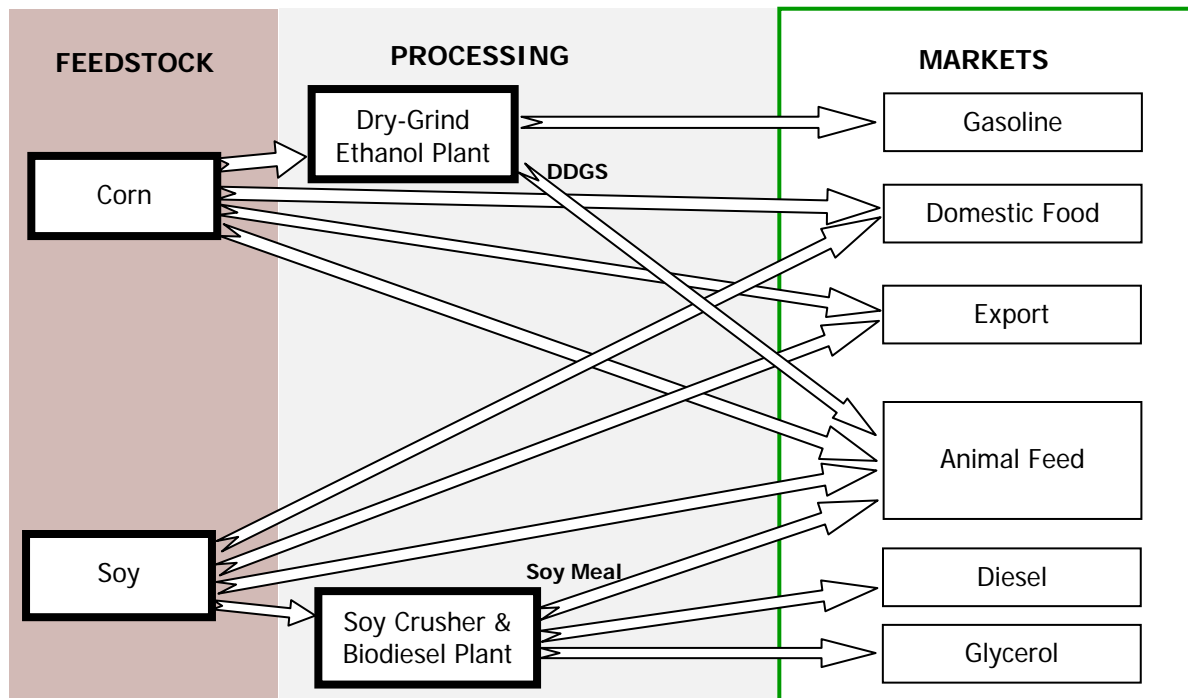 FEEDSTOCK
PROCESSING
MARKETS
Corn
Soy
Dry-Grind
Ethanol Plant
DDGS
Soy Meal
Soy Crusher &
Biodiesel Plant
Gasoline
Domestic Food
Export
Animal Feed
Diesel
Glycerol